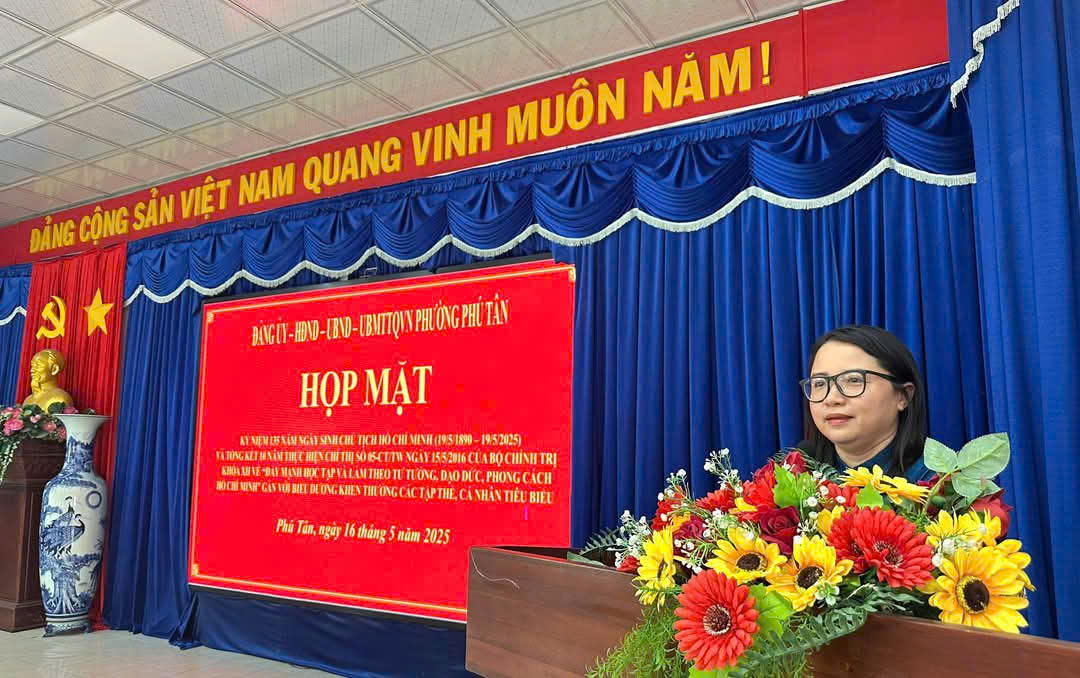 ĐẢNG CỘNG SẢN VIỆT NAM QUANG VINH MUÔN NĂM!
ĐẢNG ỦY – HĐND – UBND – UBMTTQVN PHƯỜNG PHÚ TÂN
HỌP MẶT
KỶ NIỆM 135 NĂM NGÀY SINH CHỦ TỊCH HỒ CHÍ MINH (19/5/1890 – 19/5/2025)
VÀ TỔNG KẾT 10 NĂM THỰC HIỆN CHỈ THỊ SỐ 05-CT/TW NGÀY 15/5/2016 CỦA BỘ CHÍNH TRỊ
KHÓA XII VỀ “ĐẨY MẠNH HỌC TẬP VÀ LÀM THEO TƯ TƯỞNG, ĐẠO ĐỨC, PHONG CÁCH
HỒ CHÍ MINH” GẮN VỚI BIỂU DƯƠNG KHEN THƯỞNG CÁC TẬP THỂ, CÁ NHÂN TIÊU BIỂU
Phú Tân, ngày 16 tháng 5 năm 2025